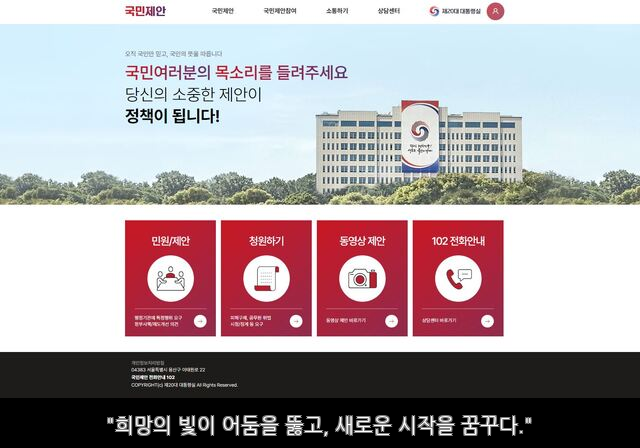 국민제안
국민제안 국민제안참여 소통하기 상담센터 제20대 대통령실
오직 국민만 믿고, 국민의 뜻을 따릅니다
국민여러분의 목소리를 들려주세요
당신의 소중한 제안이
정책이 됩니다!
민원/제안
행정기관에 특정행위 요구
정부시책/제도개선 의견
청원하기
피해구제, 공무원 위법
시정/징계 등 요구
동영상 제안
동영상 제안 바로가기
102 전화안내
상담센터 바로가기
개인정보처리방침
04383 서울특별시 용산구 이태원로 22
국민제안 전화안내 102
COPYRIGHT(c) 제20대 대통령실 All Rights Reserved.
"희망의 빛이 어둠을 뚫고, 새로운 시작을 꿈꾸다."